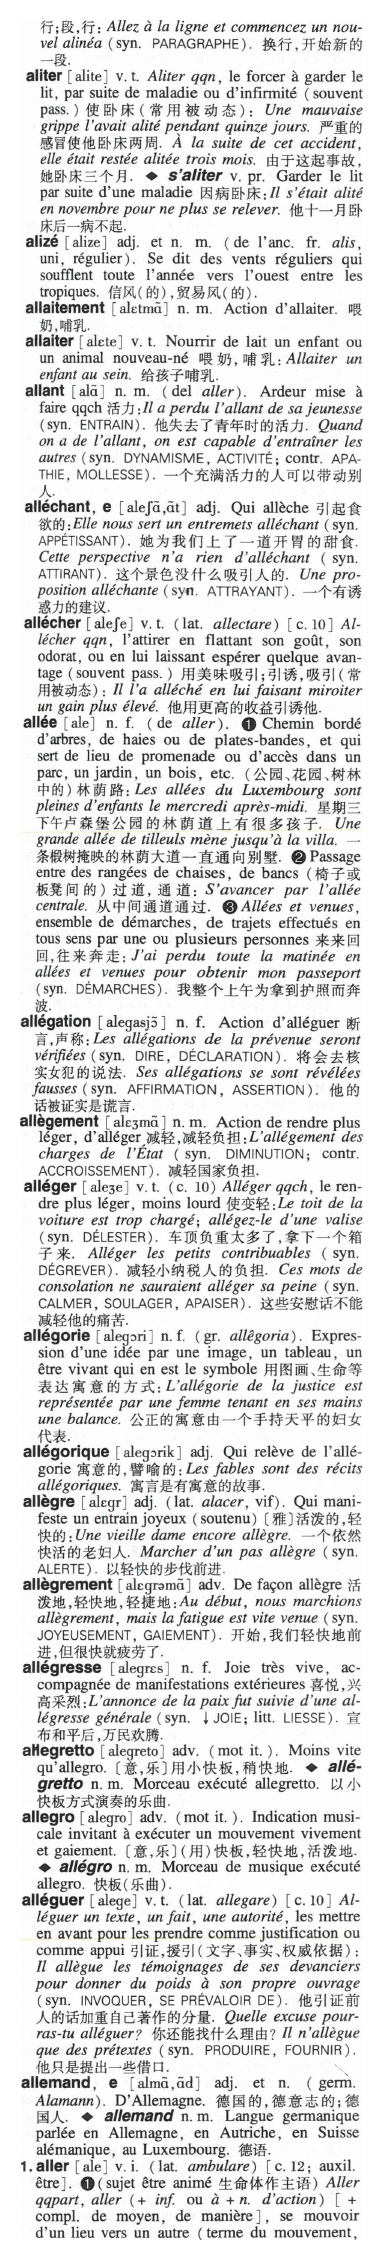 行;段,行: Allez à la ligne et commencez un nou-
vel alinéa (syn. PARAGRAPHE). 换行,开始新的
一段.
aliter [alite] v. t. Aliter qqn, le forcer à garder le
lit, par suite de maladie ou d'infirmité (souvent
pass.) 使卧床(常用被动态): Une mauvaise
grippe l'avait alité pendant quinze jours. 严重的
感冒使他卧床两周. À la suite de cet accident,
elle était restée alitée trois mois. 由于这起事故,
她卧床三个月. ◆ s'aliter v. pr. Garder le lit
par suite d'une maladie 因病卧床: Il s'était alité
en novembre pour ne plus se relever. 他十一月卧
床后一病不起.
alizé [alize] adj. et n. m. (de l'anc. fr. alis,
uni, régulier). Se dit des vents réguliers qui
soufflent toute l'année vers l'ouest entre les
tropiques. 信风(的),贸易风(的).
allaitement [alɛtmɑ̃] n. m. Action d'allaiter. 喂
奶,哺乳.
allaiter [alɛte] v. t. Nourrir de lait un enfant ou
un animal nouveau-né 喂奶,哺乳: Allaiter un
enfant au sein. 给孩子哺乳.
allant [alɑ̃] n. m. (del aller). Ardeur mise à
faire qqch 活力: Il a perdu l'allant de sa jeunesse
(syn. ENTRAIN). 他失去了青年时的活力. Quand
on a de l'allant, on est capable d'entraîner les
autres (syn. DYNAMISME, ACTIVITÉ; contr. APA-
THIE, MOLLESSE). 一个充满活力的人可以带动别
人.
alléchant, e [aleʃɑ̃,ɑ̃t] adj. Qui allèche 引起食
欲的: Elle nous sert un entremets alléchant (syn.
APPÉTISSANT). 她为我们上了一道开胃的甜食.
Cette perspective n'a rien d'alléchant (syn.
ATTIRANT). 这个景色没什么吸引人的. Une pro-
position alléchante (syn. ATTRAYANT). 一个有诱
惑力的建议.
allécher [aleʃe] v. t. (lat. allectare) [c. 10] Al-
lécher qqn, l'attirer en flattant son goût, son
odorat, ou en lui laissant espérer quelque avan-
tage (souvent pass.) 用美味吸引;引诱,吸引(常
用被动态): Il l'a alléché en lui faisant miroiter
un gain plus élevé. 他用更高的收益引诱他.
allée [ale] n. f. (de aller). ❶ Chemin bordé
d'arbres, de haies ou de plates-bandes, et qui
sert de lieu de promenade ou d'accès dans un
parc, un jardin, un bois, etc. (公园、花园、树林
中的)林荫路: Les allées du Luxembourg sont
pleines d'enfants le mercredi après-midi. 星期三
下午卢森堡公园的林荫道上有很多孩子. Une
grande allée de tilleuls mène jusqu'à la villa. 一
条椴树掩映的林荫大道一直通向别墅. ❷ Passage
entre des rangées de chaises, de bancs (椅子或
板凳间的)过道,通道: S'avancer par l'allée
centrale. 从中间通道通过. ❸ Allées et venues,
ensemble de démarches, de trajets effectués en
tous sens par une ou plusieurs personnes 来来回
回,往来奔走: J'ai perdu toute la matinée en
allées et venues pour obtenir mon passeport
(syn. DÉMARCHES). 我整个上午为拿到护照而奔
波.
allégation [alegasjɔ̃] n. f. Action d'alléguer 断
言,声称: Les allégations de la prévenue seront
vérifiées (syn. DIRE, DÉCLARATION). 将会去核
实女犯的说法. Ses allégations se sont révélées
fausses (syn. AFFIRMATION, ASSERTION). 他的
话被证实是谎言.
allègement [alɛʒmɑ̃] n. m. Action de rendre plus
léger, d'alléger 减轻,减轻负担: L'allégement des
charges de l'État (syn. DIMINUTION; contr.
ACCROISSEMENT). 减轻国家负担.
alléger [aleʒe] v. t. (c. 10) Alléger qqch, le ren-
dre plus léger, moins lourd 使变轻: Le toit de la
voiture est trop chargé; allégez-le d'une valise
(syn. DÉLESTER). 车顶负重太多了,拿下一个箱
子来. Alléger les petits contribuables (syn.
DÉGREVER). 减轻小纳税人的负担. Ces mots de
consolation ne sauraient alléger sa peine (syn.
CALMER, SOULAGER, APAISER). 这些安慰话不能
减轻他的痛苦.
allégorie [alegɔri] n. f. (gr. allêgoria). Expres-
sion d'une idée par une image, un tableau, un
être vivant qui en est le symbole 用图画、生命等
表达寓意的方式: L'allégorie de la justice est
représentée par une femme tenant en ses mains
une balance. 公正的寓意由一个手持天平的妇女
代表.
allégorique [alegɔrik] adj. Qui relève de l'allé-
gorie 寓意的,譬喻的: Les fables sont des récits
allégoriques. 寓言是有寓意的故事.
allègre [alɛgr] adj. (lat. alacer, vif). Qui mani-
feste un entrain joyeux (soutenu) [雅]活泼的,轻
快的: Une vieille dame encore allègre. 一个依然
快活的老妇人. Marcher d'un pas allègre (syn.
ALERTE). 以轻快的步伐前进.
allègrement [alɛgrəmɑ̃] adv. De façon allègre 活
泼地,轻快地,轻捷地: Au début, nous marchions
allègrement, mais la fatigue est vite venue (syn.
JOYEUSEMENT, GAIEMENT). 开始,我们轻快地前
进,但很快就疲劳了.
allégresse [alegrɛs] n. f. Joie très vive, ac-
compagnée de manifestations extérieures 喜悦,兴
高采烈: L'annonce de la paix fut suivie d'une al-
légresse générale (syn. ↓ JOIE; litt. LIESSE). 宣
布和平后,万民欢腾.
allegretto [alegreto] adv. (mot it.). Moins vite
qu'allegro. [意,乐]用小快板,稍快地. ◆ allé-
gretto n. m. Morceau exécuté allegretto. 以小
快板方式演奏的乐曲.
allegro [alegro] adv. (mot it.). Indication musi-
cale invitant à exécuter un mouvement vivement
et gaiement. [意,乐](用)快板,轻快地,活泼地.
◆ allégro n. m. Morceau de musique exécuté
allegro. 快板(乐曲).
alléguer [alege] v. t. (lat. allegare) [c. 10] Al-
léguer un texte, un fait, une autorité, les mettre
en avant pour les prendre comme justification ou
comme appui 引证,援引(文字、事实、权威依据):
Il allègue les témoignages de ses devanciers
pour donner du poids à son propre ouvrage
(syn. INVOQUER, SE PRÉVALOIR DE). 他引证前
人的话加重自己著作的分量. Quelle excuse pour-
ras-tu alléguer? 你还能找什么理由? Il n'allègue
que des prétextes (syn. PRODUIRE, FOURNIR).
他只是提出一些借口.
allemand, e [almɑ̃,ɑ̃d] adj. et n. (germ.
Alamann). D'Allemagne. 德国的,德意志的;德
国人. ◆ allemand n. m. Langue germanique
parlée en Allemagne, en Autriche, en Suisse
alémanique, au Luxembourg. 德语.
1. aller [ale] v. i. (lat. ambulare) [c. 12; auxil.
être]. ❶ (sujet être animé 生命体作主语) Aller
qqpart, aller (+ inf. ou à + n. d'action) [+
compl. de moyen, de manière], se mouvoir
d'un lieu vers un autre (terme du mouvement,